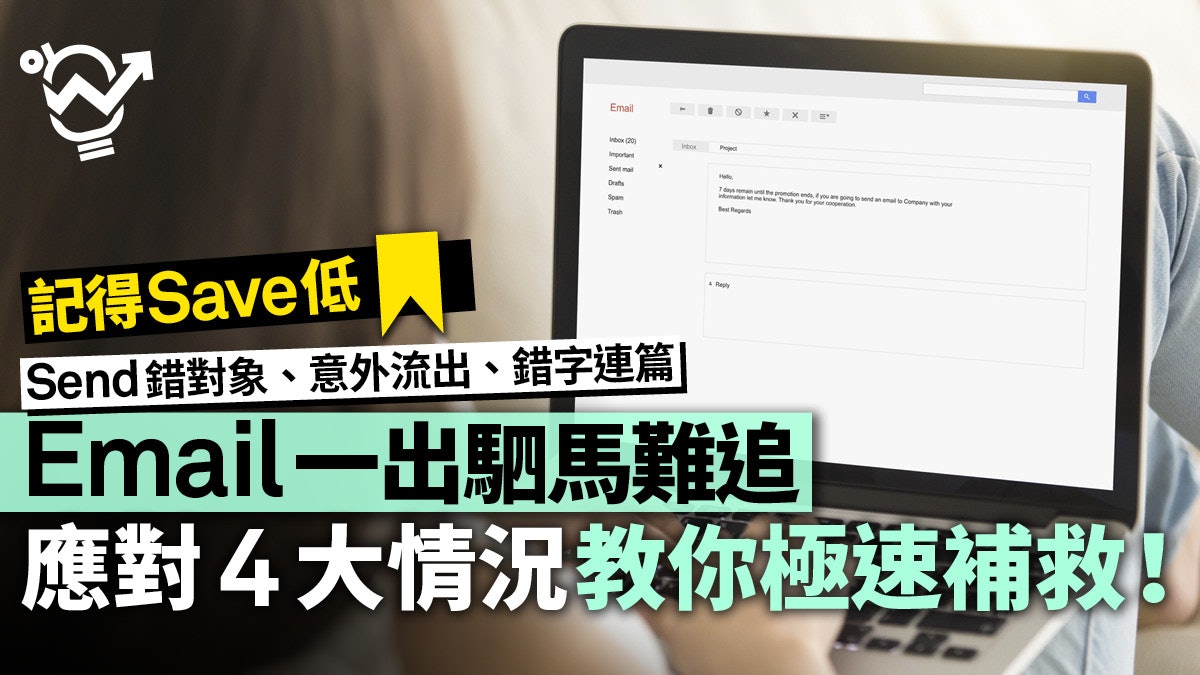 記得Save低
Send錯對象、意外流出、錯字連篇
Email一出駟馬難追
應對4大情況教你極速補救！
Email
Inbox (20)
Important
Sent mail
Drafts
Spam
Trash
Inbox
Project
Hello,
7 days remain until the promotion ends, if you are going to send an email to Company with your
information let me know. Thank you for your cooperation.
Best Regards
Reply